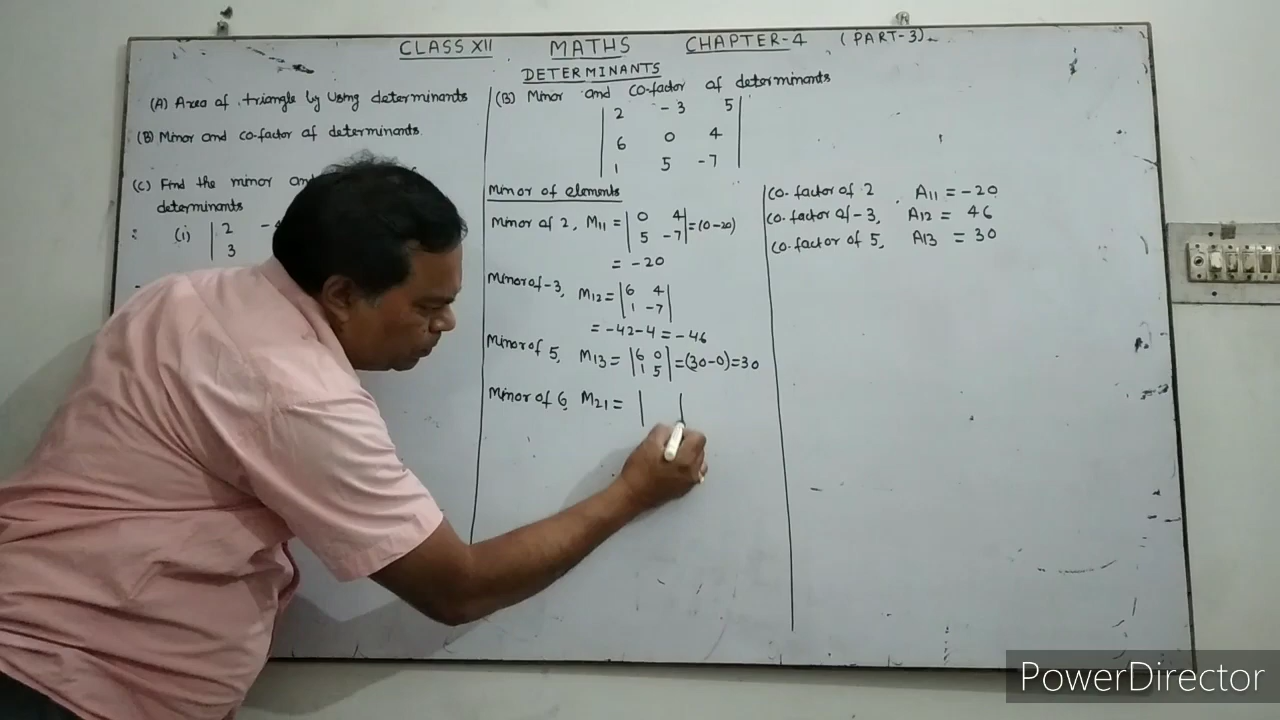 CLASS XII MATHS CHAPTER-4 (PART-3)
DETERMINANTS
(A) Area of triangle by using determinants
(B) Minor and co-factor of determinants.
(C) Find the minor
determinants
(i) | 2
3
(B) Minor and co-factor of determinants
| 2 -3 5 |
6 0 4
| 1 5 -7 |
Minor of elements
Minor of 2, M11 = | 0 4 | = (0-20)
| 5 -7 |
= -20
Minor of -3, M12 = | 6 4 |
| 1 -7 |
= -42-4 = -46
Minor of 5, M13 = | 6 0 | = (30-0) = 30
| 1 5 |
Minor of 6, M21 = | |
co-factor of 2 A11 = -20
co-factor of -3, A12 = 46
co-factor of 5, A13 = 30
PowerDirector